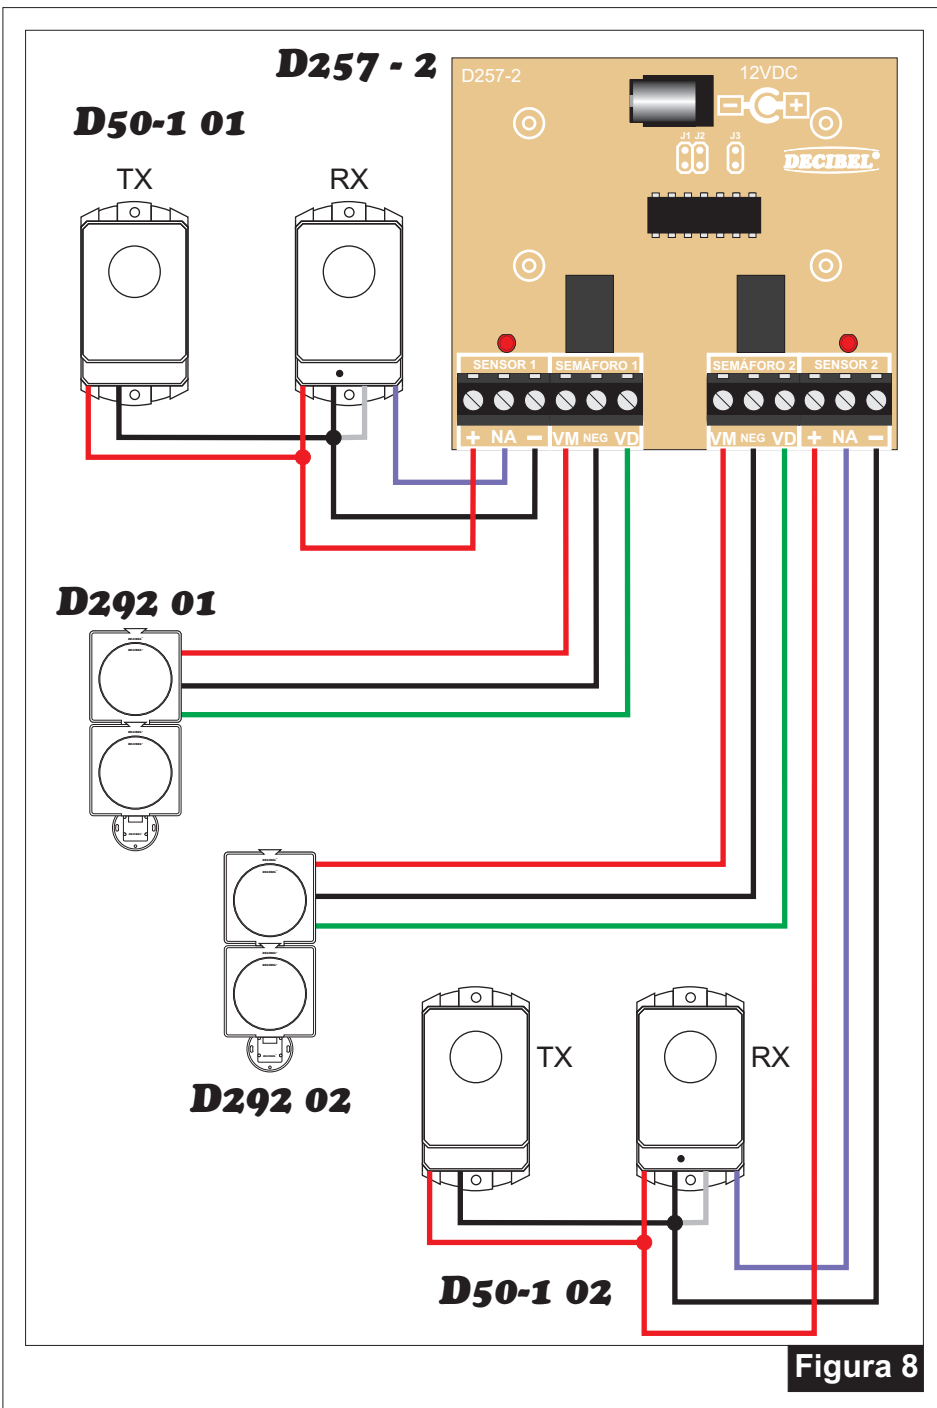 D257 - 2
D50-1 01
TX
RX
D257-2
12VDC
J1 J2 J3
DECIBEL®
SENSOR 1
SEMÁFORO 1
SEMÁFORO 2
SENSOR 2
+ NA − VM NEG VD
VM NEG VD + NA −
D292 01
D292 02
TX
RX
D50-1 02
Figura 8